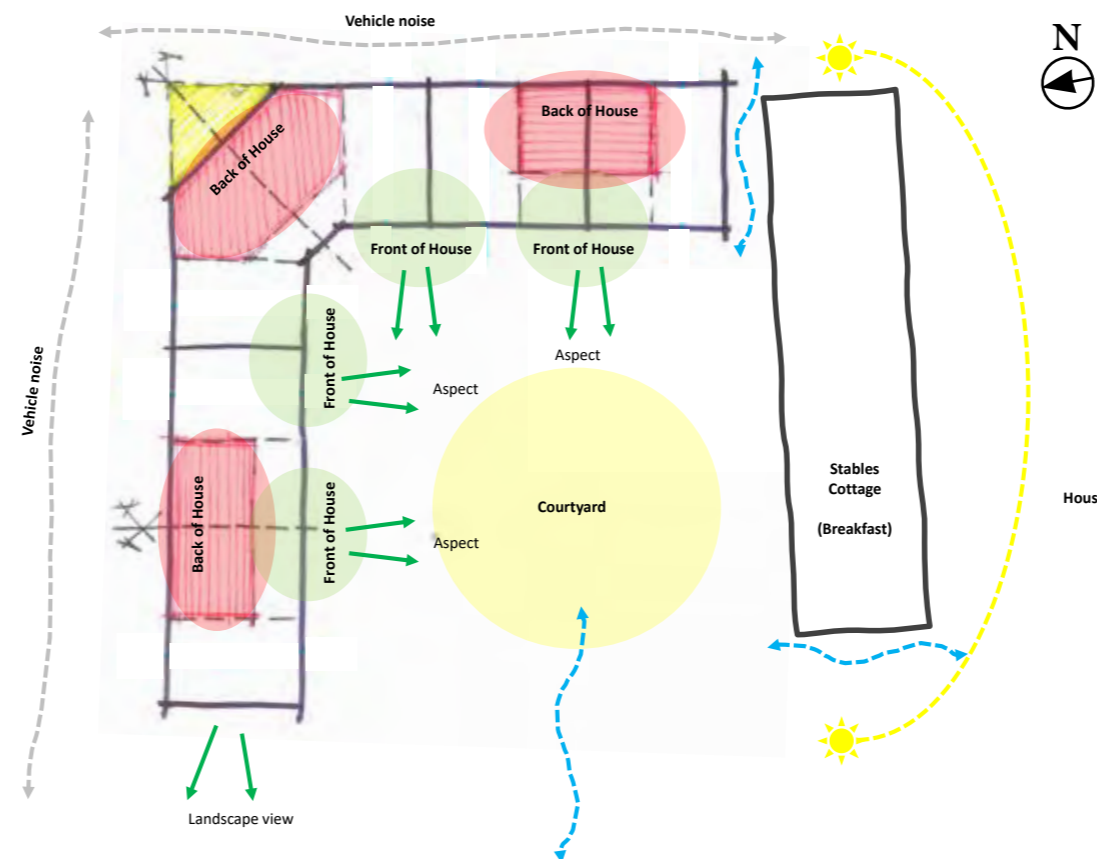 Vehicle noise
N
Back of House
Back of House
Front of House
Front of House
Vehicle noise
Front of House
Aspect
Aspect
Stables
Cottage
(Breakfast)
Hous
Courtyard
Back of House
Front of House
Aspect
Landscape view